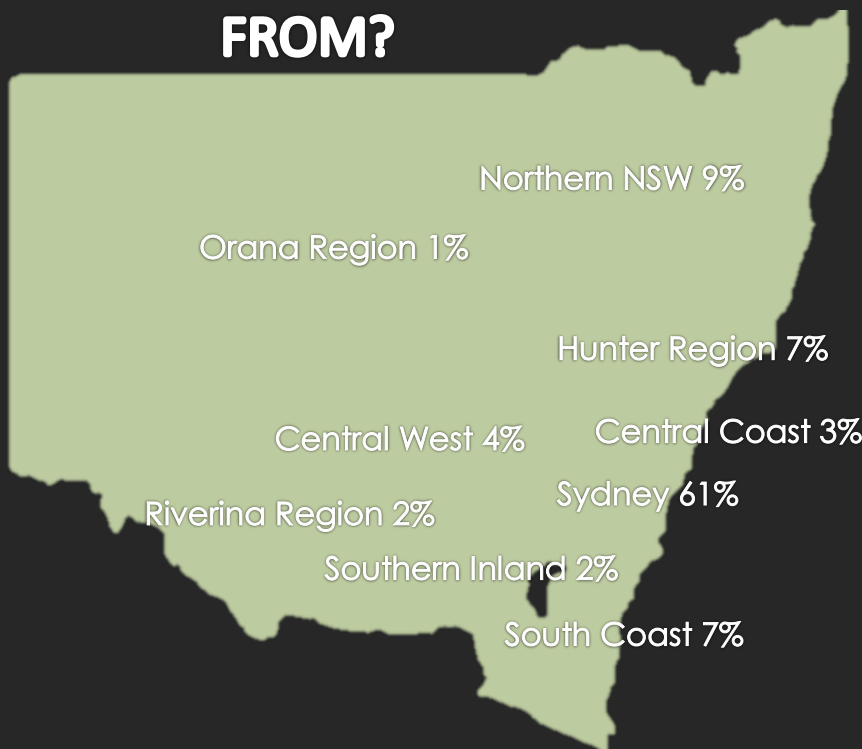 FROM?
Northern NSW 9%
Orana Region 1%
Hunter Region 7%
Central West 4%
Central Coast 3%
Sydney 61%
Riverina Region 2%
Southern Inland 2%
South Coast 7%